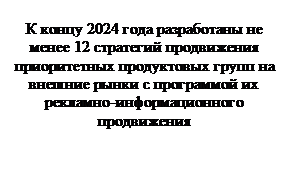 К концу 2024 года разработаны не
менее 12 стратегий продвижения
приоритетных продуктовых групп на
внешние рынки с программой их
рекламно-информационного
продвижения